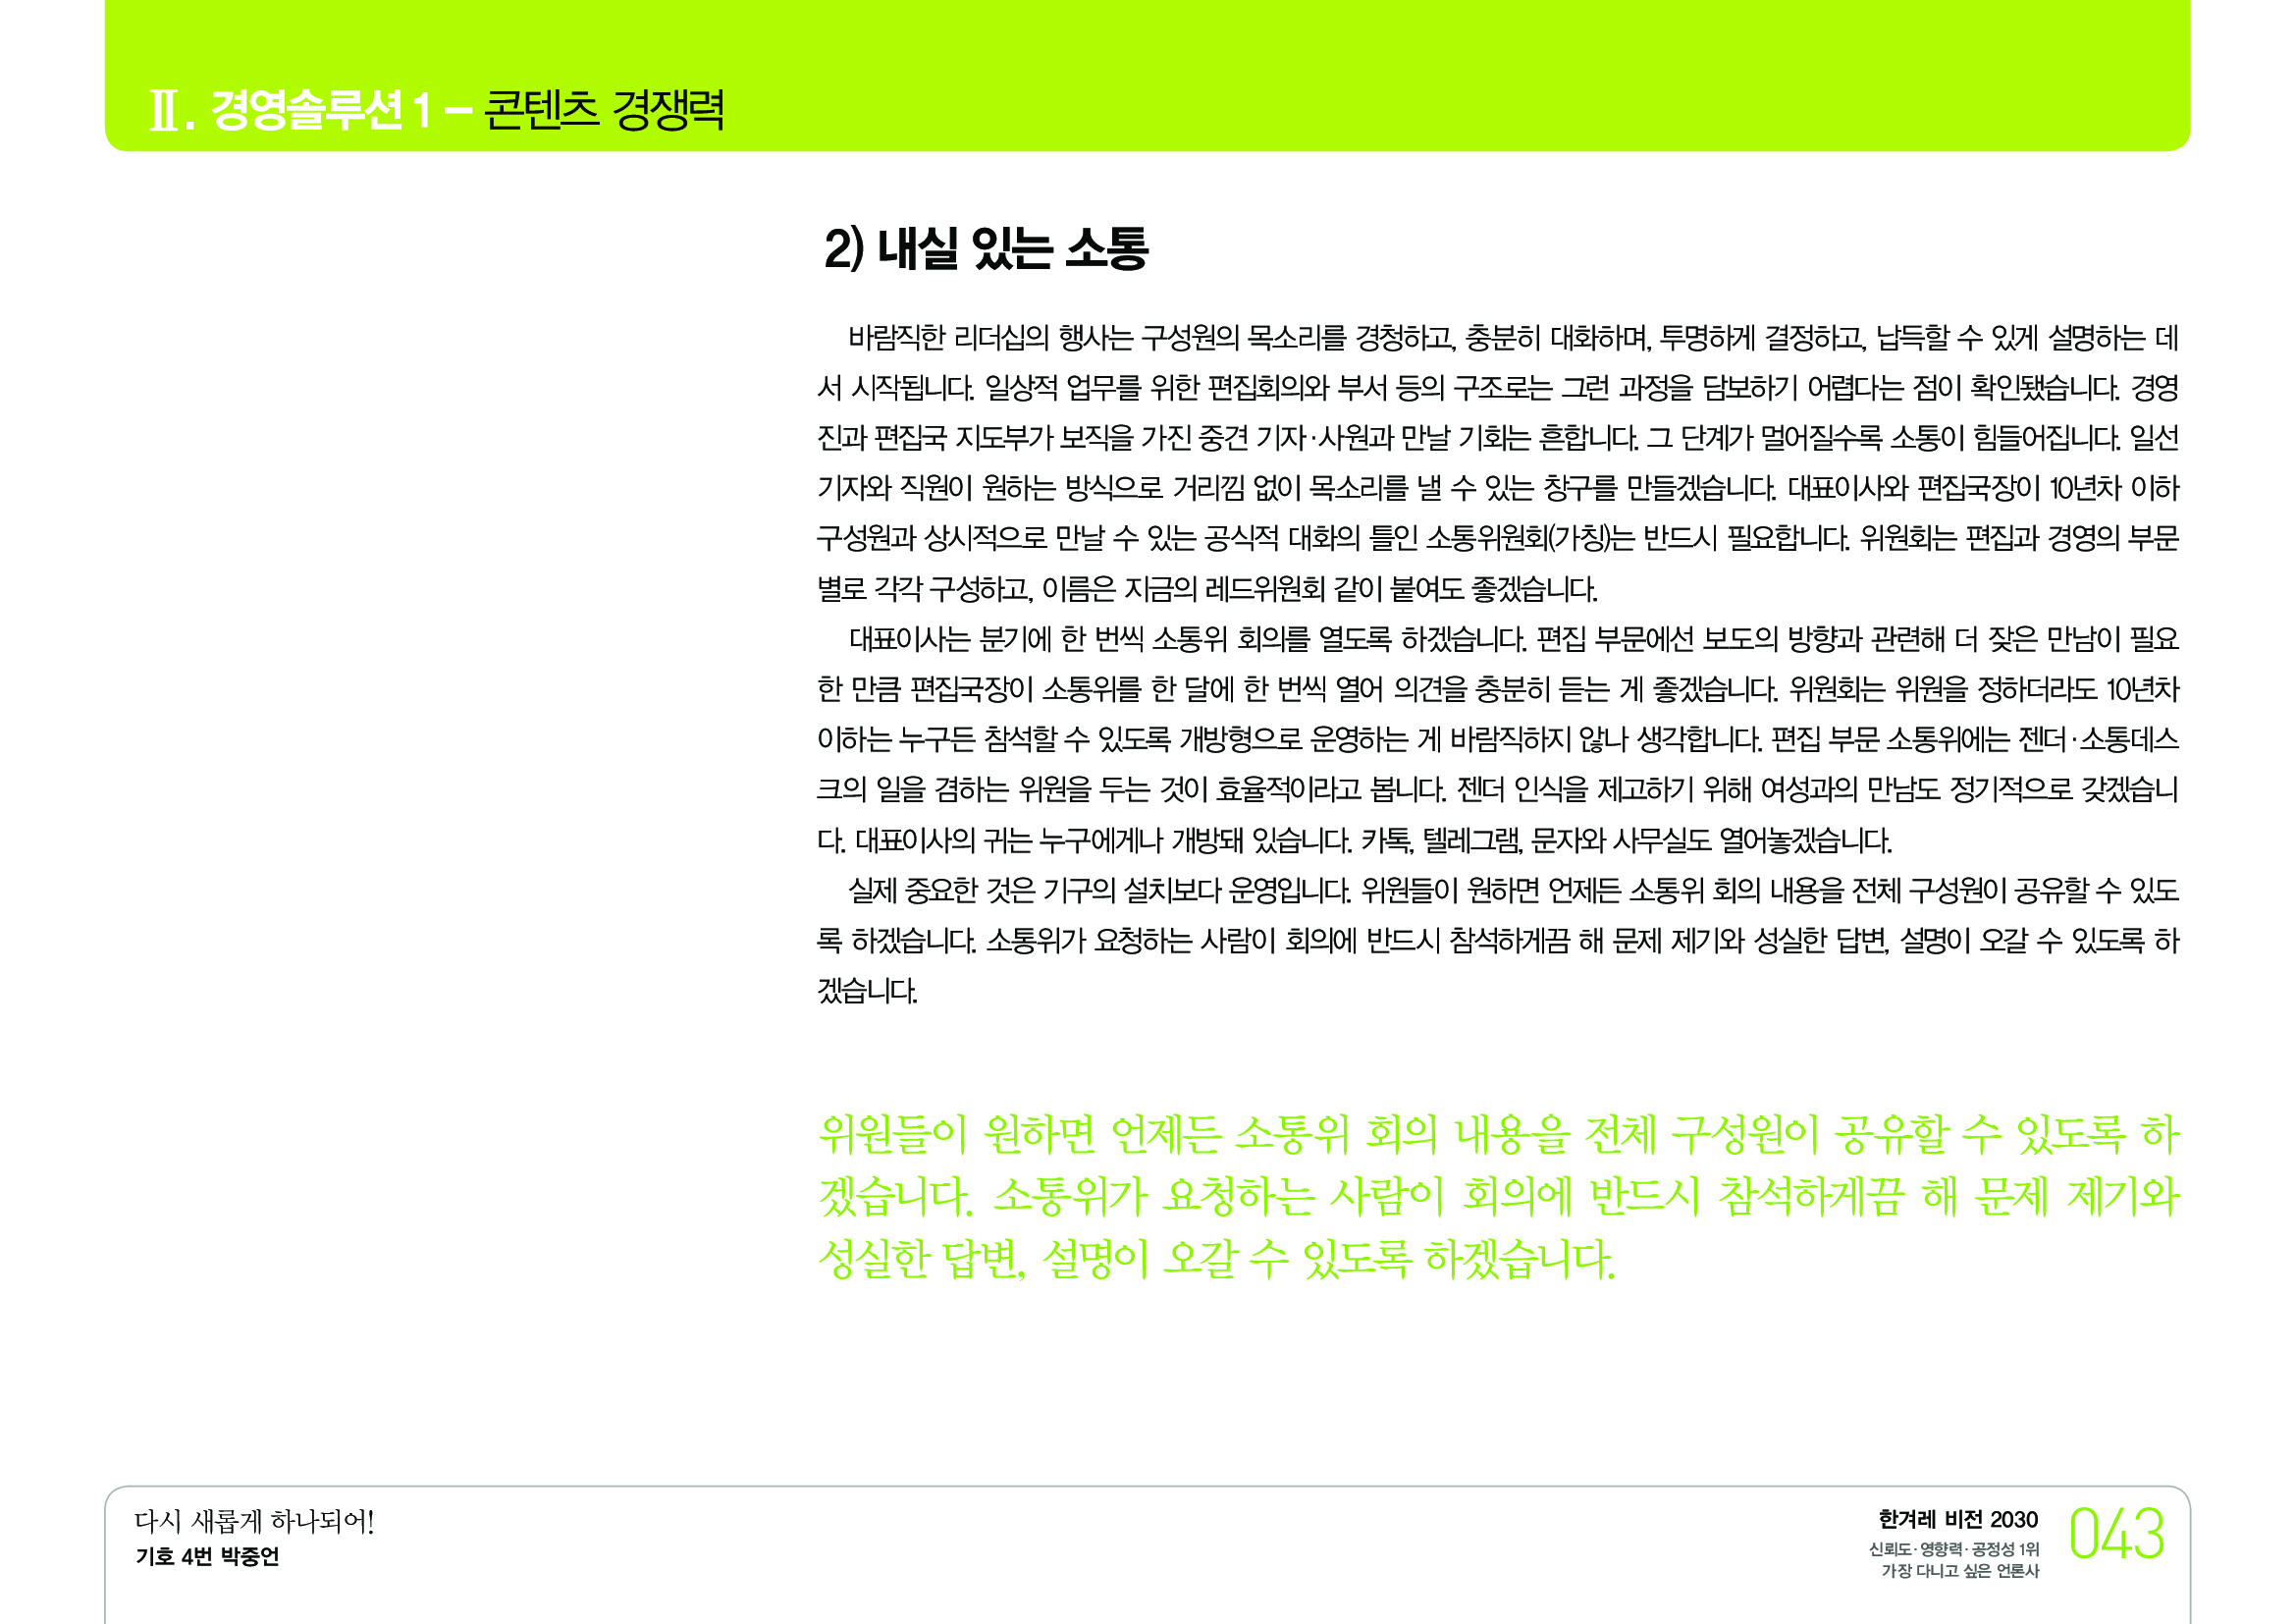 Ⅱ. 경영솔루션 1 – 콘텐츠 경쟁력
2) 내실 있는 소통
바람직한 리더십의 행사는 구성원의 목소리를 경청하고, 충분히 대화하며, 투명하게 결정하고, 납득할 수 있게 설명하는 데
서 시작됩니다. 일상적 업무를 위한 편집회의와 부서 등의 구조로는 그런 과정을 담보하기 어렵다는 점이 확인됐습니다. 경영
진과 편집국 지도부가 보직을 가진 중견 기자·사원과 만날 기회는 흔합니다. 그 단계가 멀어질수록 소통이 힘들어집니다. 일선
기자와 직원이 원하는 방식으로 거리낌 없이 목소리를 낼 수 있는 창구를 만들겠습니다. 대표이사와 편집국장이 10년차 이하
구성원과 상시적으로 만날 수 있는 공식적 대화의 틀인 소통위원회(가칭)는 반드시 필요합니다. 위원회는 편집과 경영의 부문
별로 각각 구성하고, 이름은 지금의 레드위원회 같이 붙여도 좋겠습니다.
대표이사는 분기에 한 번씩 소통위 회의를 열도록 하겠습니다. 편집 부문에선 보도의 방향과 관련해 더 잦은 만남이 필요
한 만큼 편집국장이 소통위를 한 달에 한 번씩 열어 의견을 충분히 듣는 게 좋겠습니다. 위원회는 위원을 정하더라도 10년차
이하는 누구든 참석할 수 있도록 개방형으로 운영하는 게 바람직하지 않나 생각합니다. 편집 부문 소통위에는 젠더·소통데스
크의 일을 겸하는 위원을 두는 것이 효율적이라고 봅니다. 젠더 인식을 제고하기 위해 여성과의 만남도 정기적으로 갖겠습니
다. 대표이사의 귀는 누구에게나 개방돼 있습니다. 카톡, 텔레그램, 문자와 사무실도 열어놓겠습니다.
실제 중요한 것은 기구의 설치보다 운영입니다. 위원들이 원하면 언제든 소통위 회의 내용을 전체 구성원이 공유할 수 있도
록 하겠습니다. 소통위가 요청하는 사람이 회의에 반드시 참석하게끔 해 문제 제기와 성실한 답변, 설명이 오갈 수 있도록 하
겠습니다.
위원들이 원하면 언제든 소통위 회의 내용을 전체 구성원이 공유할 수 있도록 하
겠습니다. 소통위가 요청하는 사람이 회의에 반드시 참석하게끔 해 문제 제기와
성실한 답변, 설명이 오갈 수 있도록 하겠습니다.
다시 새롭게 하나되어!
기호 4번 박중언
한겨레 비전 2030
신뢰도·영향력·공정성 1위
가장 다니고 싶은 언론사
043